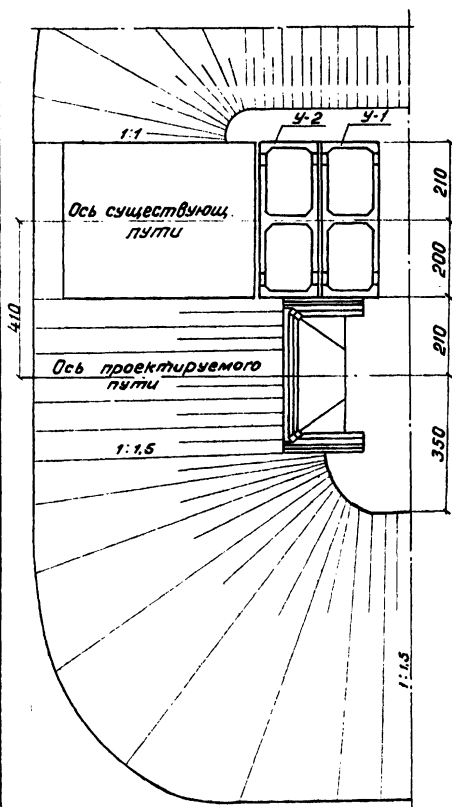 У-2
У-1
1:1
210
Ось существующ.
пути
200
410
210
Ось проектируемого
пути
1:1,5
350
1:1.5